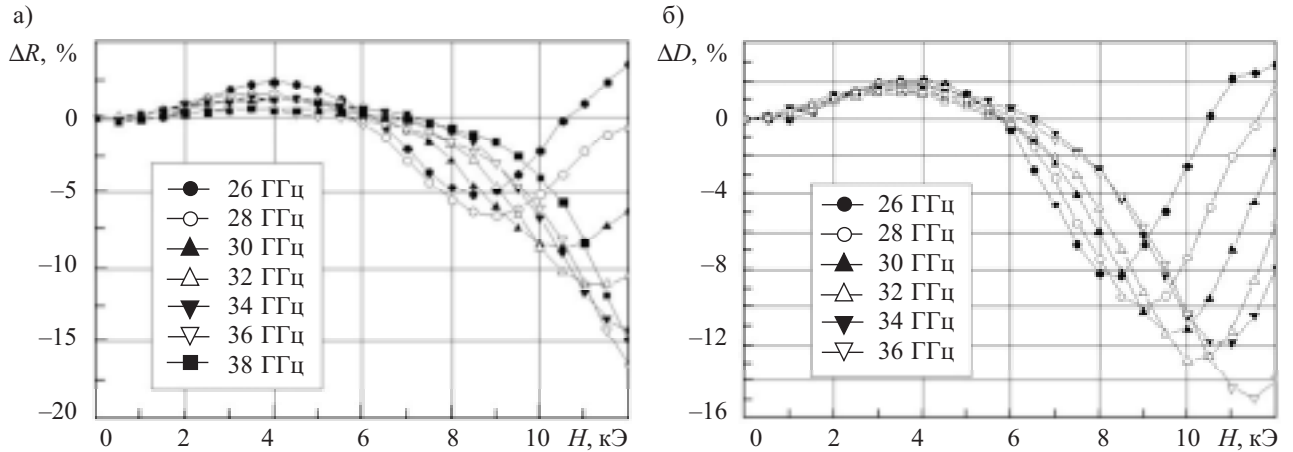 а)
ΔR, %
0
–5
–10
–15
–20
0 2 4 6 8 10 H, кЭ
26 ГГц
28 ГГц
30 ГГц
32 ГГц
34 ГГц
36 ГГц
38 ГГц
б)
ΔD, %
0
–4
–8
–12
–16
0 2 4 6 8 10 H, кЭ
26 ГГц
28 ГГц
30 ГГц
32 ГГц
34 ГГц
36 ГГц